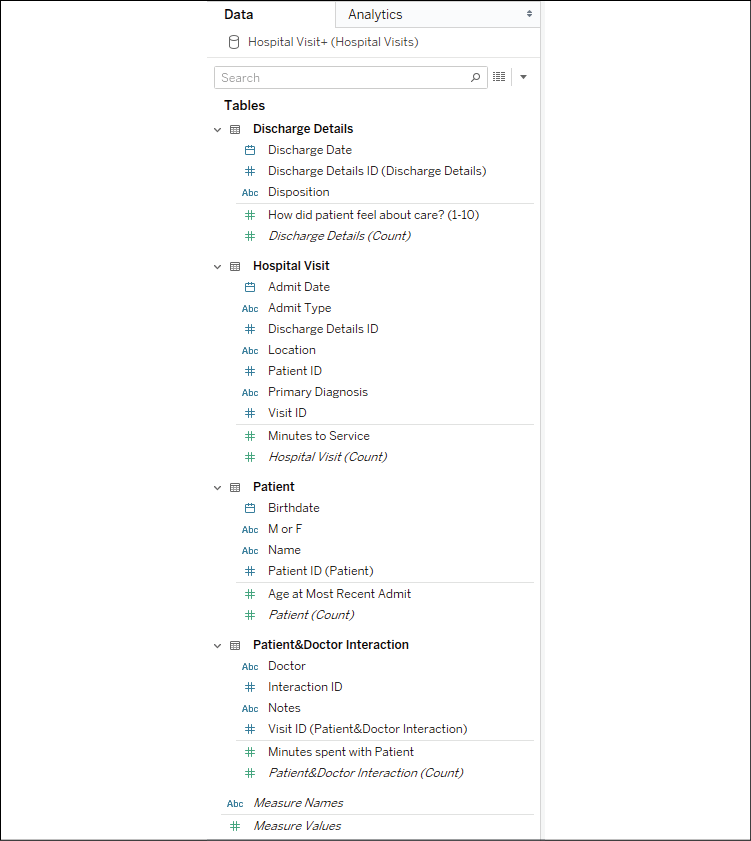 Data Analytics
Hospital Visit+ (Hospital Visits)
Search
Tables
Discharge Details
Discharge Date
# Discharge Details ID (Discharge Details)
Abc Disposition
# How did patient feel about care? (1-10)
# Discharge Details (Count)
Hospital Visit
Admit Date
Abc Admit Type
# Discharge Details ID
Abc Location
# Patient ID
Abc Primary Diagnosis
# Visit ID
# Minutes to Service
# Hospital Visit (Count)
Patient
Birthdate
Abc M or F
Abc Name
# Patient ID (Patient)
# Age at Most Recent Admit
# Patient (Count)
Patient&Doctor Interaction
Abc Doctor
# Interaction ID
Abc Notes
# Visit ID (Patient&Doctor Interaction)
# Minutes spent with Patient
# Patient&Doctor Interaction (Count)
Abc Measure Names
# Measure Values